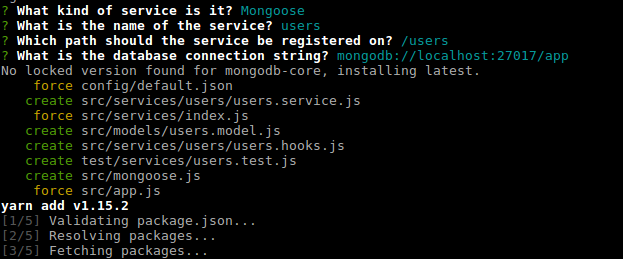 ? What kind of service is it? Mongoose
? What is the name of the service? users
? Which path should the service be registered on? /users
? What is the database connection string? mongodb://localhost:27017/app
No locked version found for mongodb-core, installing latest.
force config/default.json
create src/services/users/users.service.js
force src/services/index.js
create src/models/users.model.js
create src/services/users/users.hooks.js
create test/services/users.test.js
create src/mongoose.js
force src/app.js
yarn add v1.15.2
[1/5] Validating package.json...
[2/5] Resolving packages...
[3/5] Fetching packages...